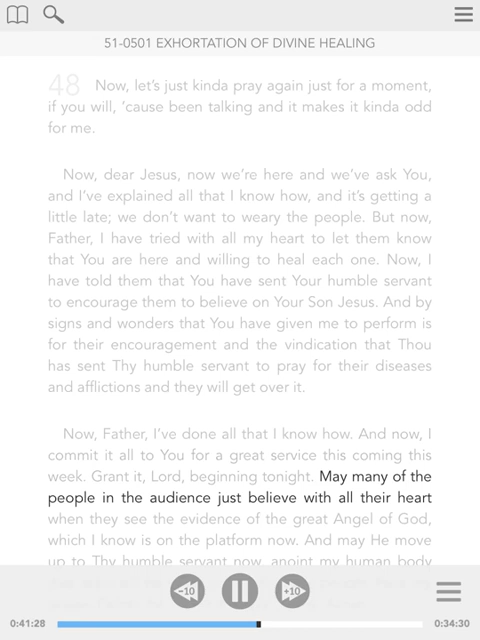 51-0501 EXHORTATION OF DIVINE HEALING
48 Now, let's just kinda pray again just for a moment,
if you will, 'cause been talking and it makes it kinda odd
for me.
Now, dear Jesus, now we're here and we've ask You,
and I've explained all that I know how, and it's getting a
little late; we don't want to weary the people. But now,
Father, I have tried with all my heart to let them know
that You are here and willing to heal each one. Now, I
have told them that You have sent Your humble servant
to encourage them to believe on Your Son Jesus. And by
signs and wonders that You have given me to perform is
for their encouragement and the vindication that Thou
has sent Thy humble servant to pray for their diseases
and afflictions and they will get over it.
Now, Father, I've done all that I know how. And now, I
commit it all to You for a great service this coming this
week. Grant it, Lord, beginning tonight. May many of the
people in the audience just believe with all their heart
when they see the evidence of the great Angel of God,
which I know is on the platform now. And may He move
up to Thy humble servant now, anoint my human body
-10 +10
0:41:28 0:34:30